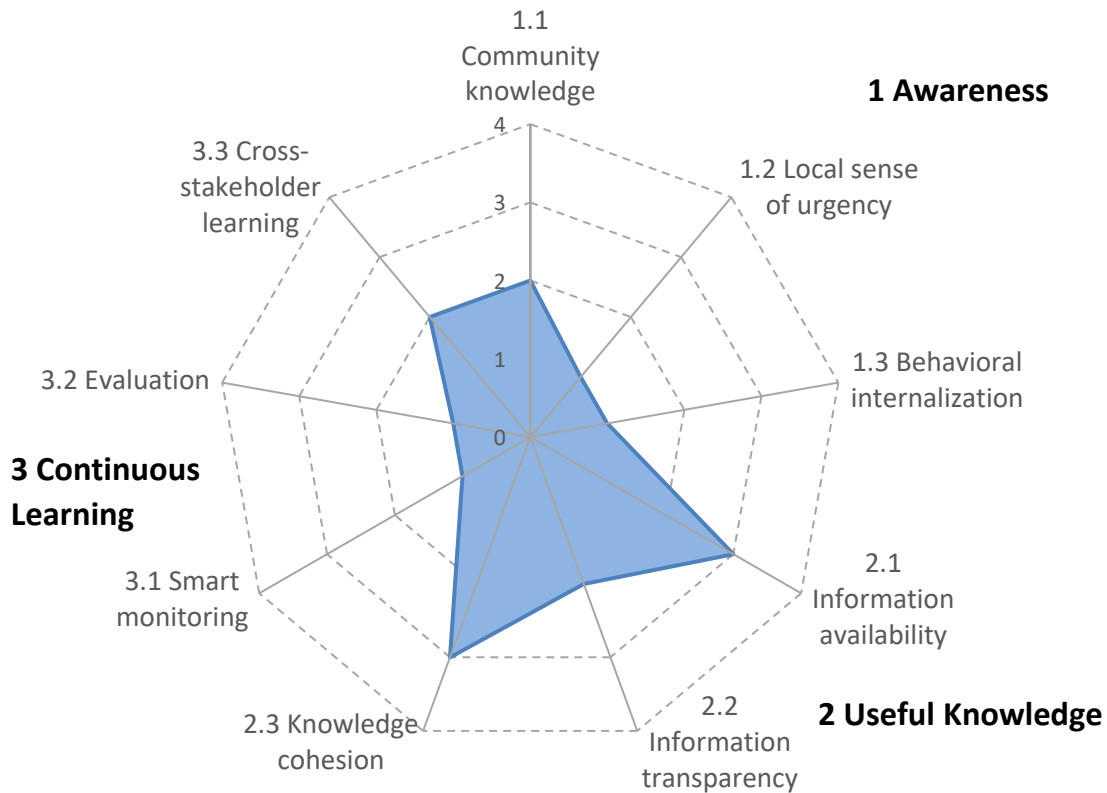 1.1
Community
knowledge
1 Awareness
1.2 Local sense
of urgency
1.3 Behavioral
internalization
2.1
Information
availability
2 Useful Knowledge
2.2
Information
transparency
2.3 Knowledge
cohesion
3.1 Smart
monitoring
3 Continuous
Learning
3.2 Evaluation
3.3 Cross-
stakeholder
learning
4
3
2
1
0